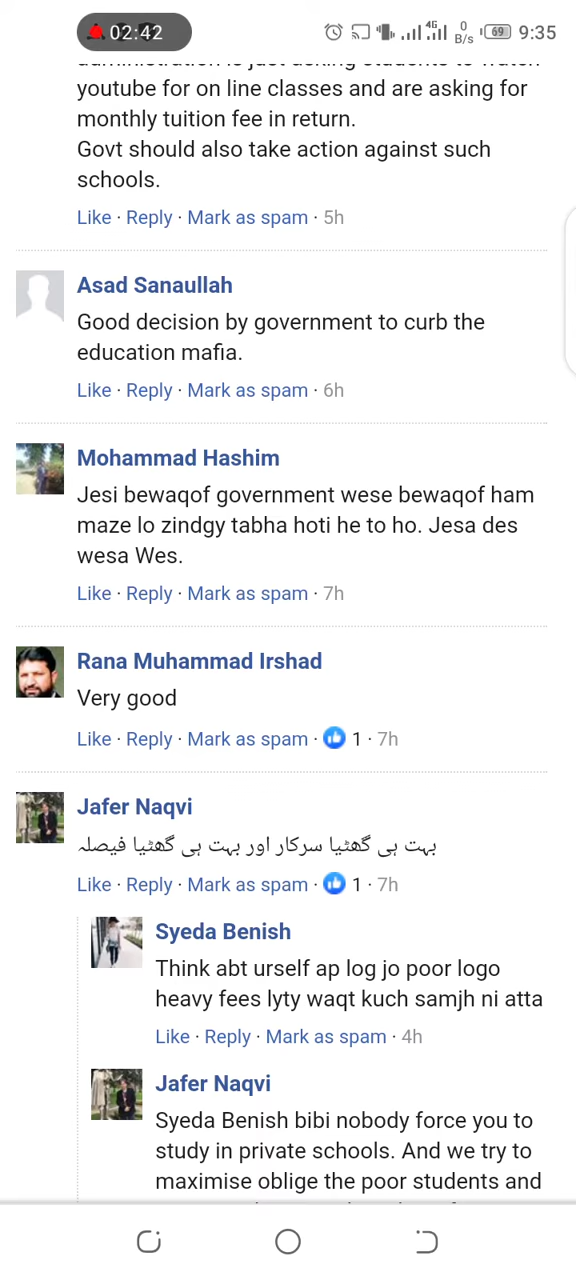 02:42
4G
0
B/s
69
9:35
youtube for on line classes and are asking for
monthly tuition fee in return.
Govt should also take action against such
schools.
Like · Reply · Mark as spam · 5h
Asad Sanaullah
Good decision by government to curb the
education mafia.
Like · Reply · Mark as spam · 6h
Mohammad Hashim
Jesi bewaqof government wese bewaqof ham
maze lo zindgy tabha hoti he to ho. Jesa des
wesa Wes.
Like · Reply · Mark as spam · 7h
Rana Muhammad Irshad
Very good
Like · Reply · Mark as spam · 1 · 7h
Jafer Naqvi
بہت ہی گھٹیا سرکار اور بہت ہی گھٹیا فیصلہ
Like · Reply · Mark as spam · 1 · 7h
Syeda Benish
Think abt urself ap log jo poor logo
heavy fees lyty waqt kuch samjh ni atta
Like · Reply · Mark as spam · 4h
Jafer Naqvi
Syeda Benish bibi nobody force you to
study in private schools. And we try to
maximise oblige the poor students and